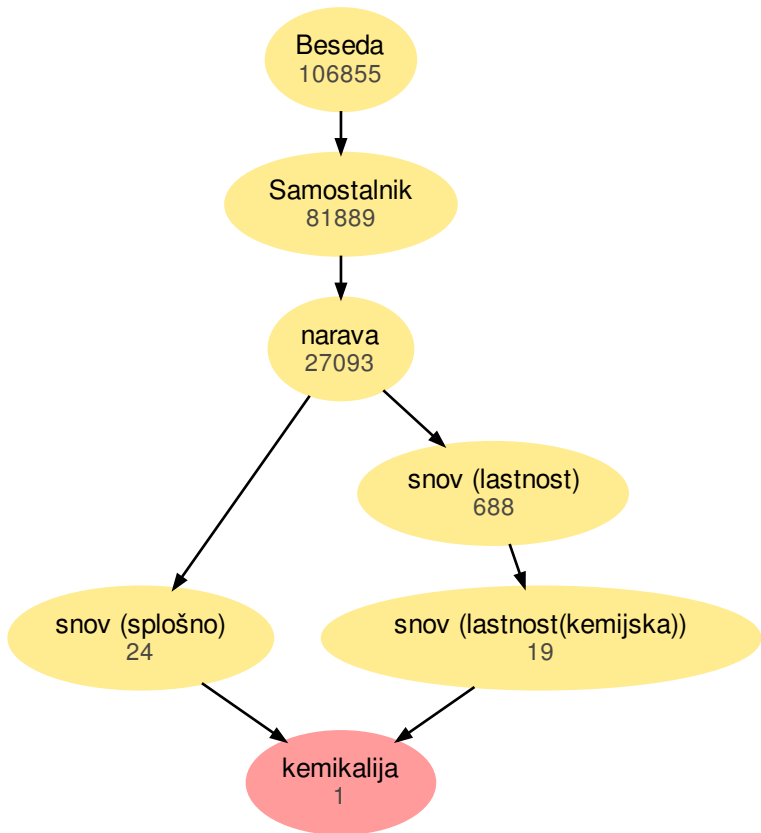 Beseda
106855
Samostalnik
81889
narava
27093
snov (lastnost)
688
snov (splošno)
24
snov (lastnost(kemijska))
19
kemikalija
1